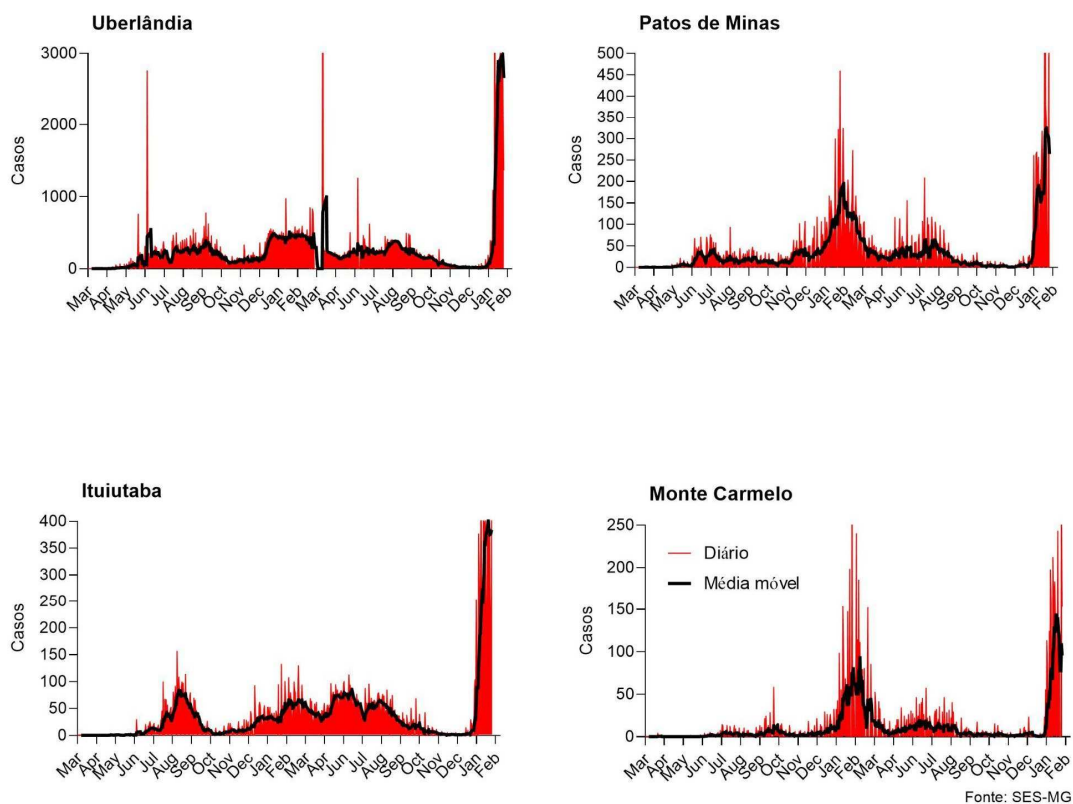 Uberlândia
Casos
3000
2000
1000
0
Mar Apr May Jun Jul Aug Sep Oct Nov Dec Jan Feb Mar Apr Jun Jul Aug Sep Oct Nov Dec Jan Feb
Patos de Minas
Casos
500
450
400
350
300
250
200
150
100
50
0
Mar Apr May Jun Jul Aug Sep Oct Nov Dec Jan Feb Mar Apr Jun Jul Aug Sep Oct Nov Dec Jan Feb
Ituiutaba
Casos
400
350
300
250
200
150
100
50
0
Mar Apr May Jun Jul Aug Sep Oct Nov Dec Jan Feb Mar Apr Jun Jul Aug Sep Oct Nov Dec Jan Feb
Monte Carmelo
Casos
250
200
150
100
50
0
Diário
Média móvel
Mar Apr May Jun Jul Aug Sep Oct Nov Dec Jan Feb Mar Apr Jun Jul Aug Sep Oct Nov Dec Jan Feb
Fonte: SES-MG